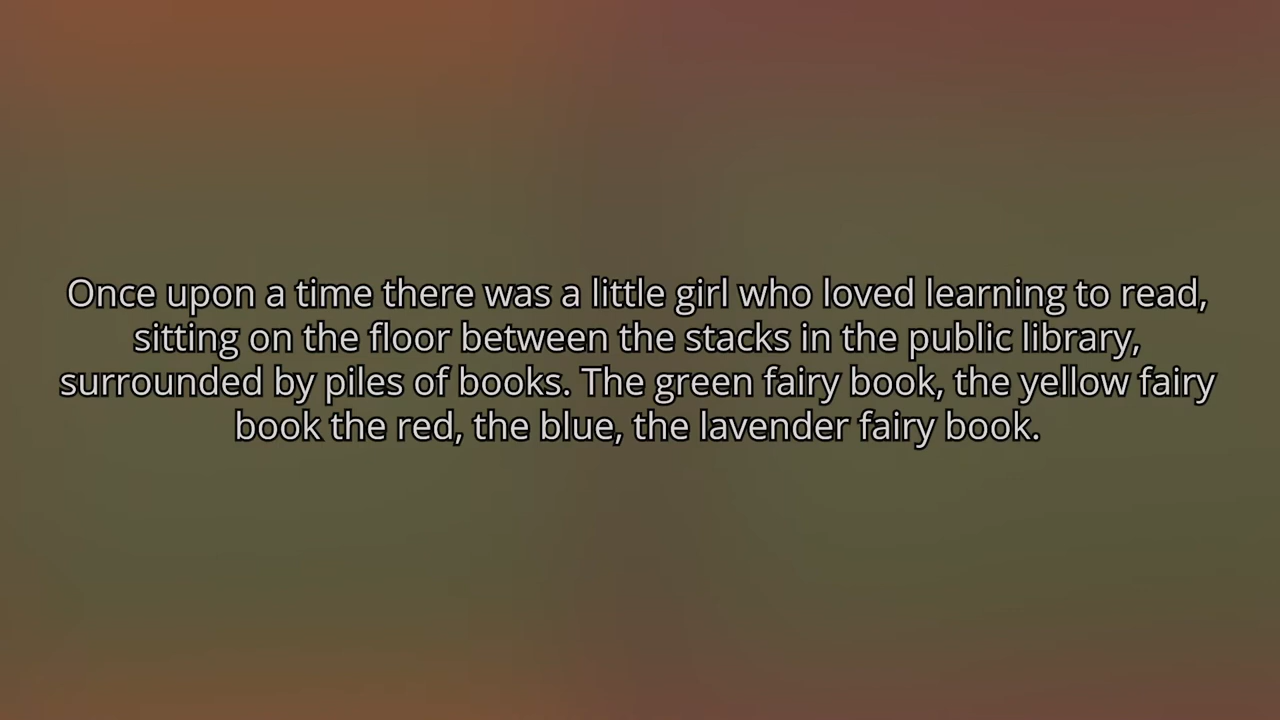 Once upon a time there was a little girl who loved learning to read,
sitting on the floor between the stacks in the public library,
surrounded by piles of books. The green fairy book, the yellow fairy
book the red, the blue, the lavender fairy book.